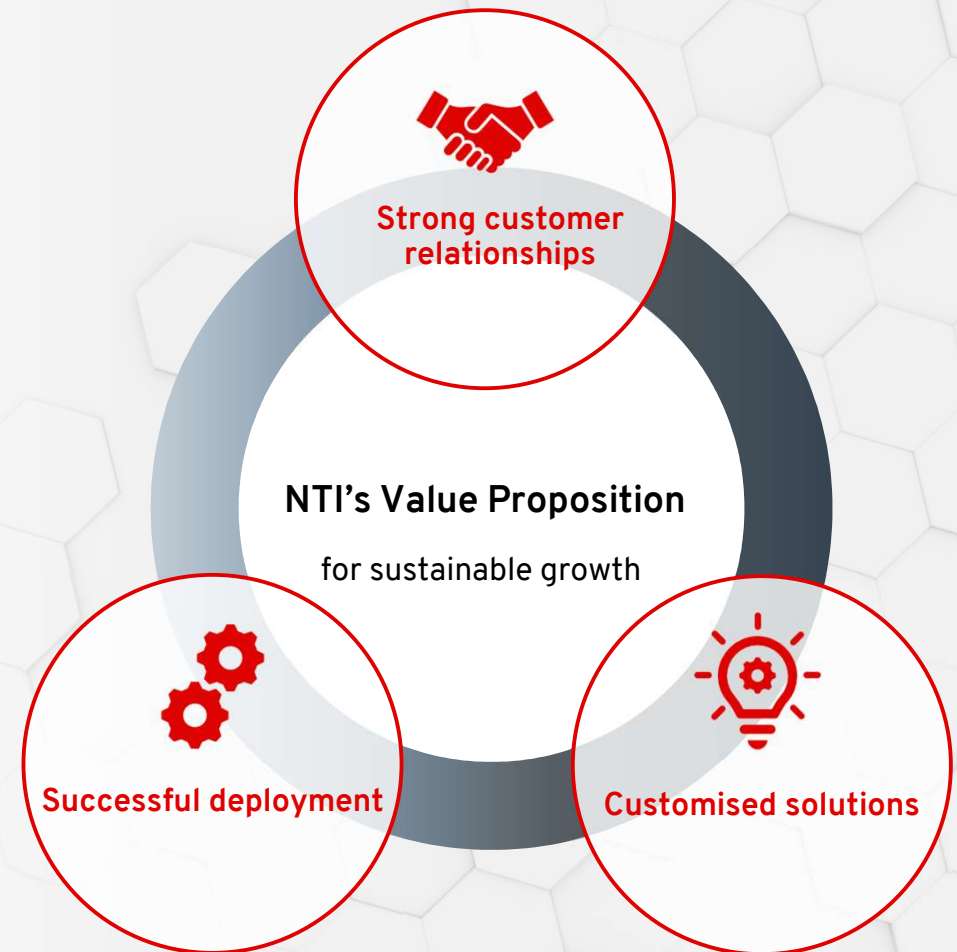 Strong customer
relationships
NTI’s Value Proposition
for sustainable growth
Successful deployment
Customised solutions